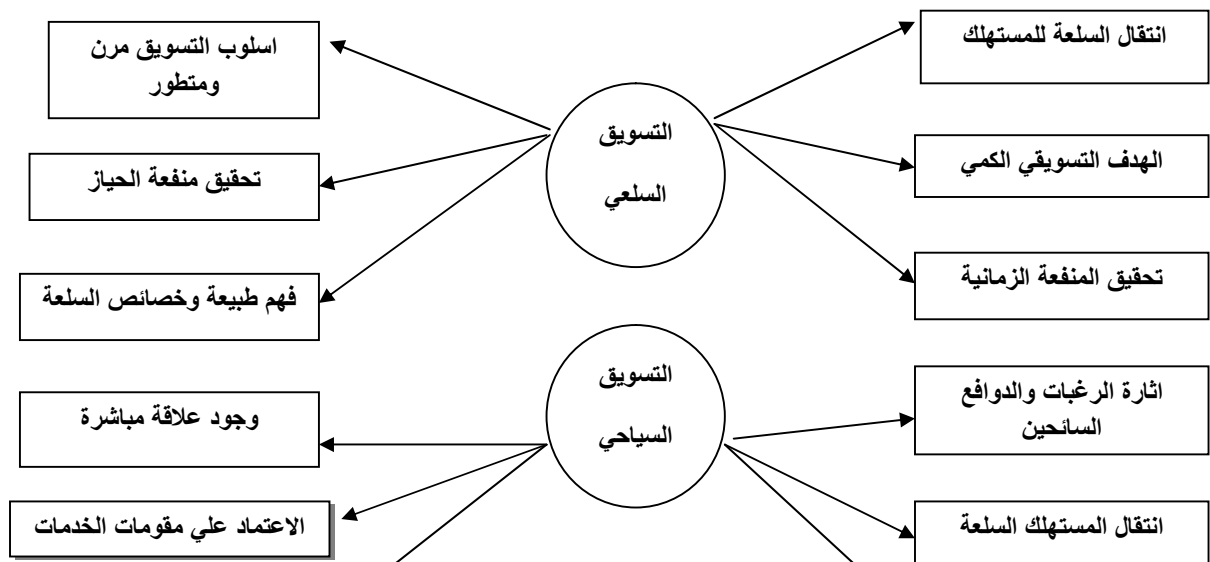 انتقال السلعة للمستهلك
اسلوب التسويق مرن
ومتطور
التسويق
السلعي
الهدف التسويقي الكمي
تحقيق منفعة الحياز
تحقيق المنفعة الزمانية
فهم طبيعة وخصائص السلعة
التسويق
السياحي
اثارة الرغبات والدوافع
السائحين
وجود علاقة مباشرة
انتقال المستهلك السلعة
الاعتماد علي مقومات الخدمات